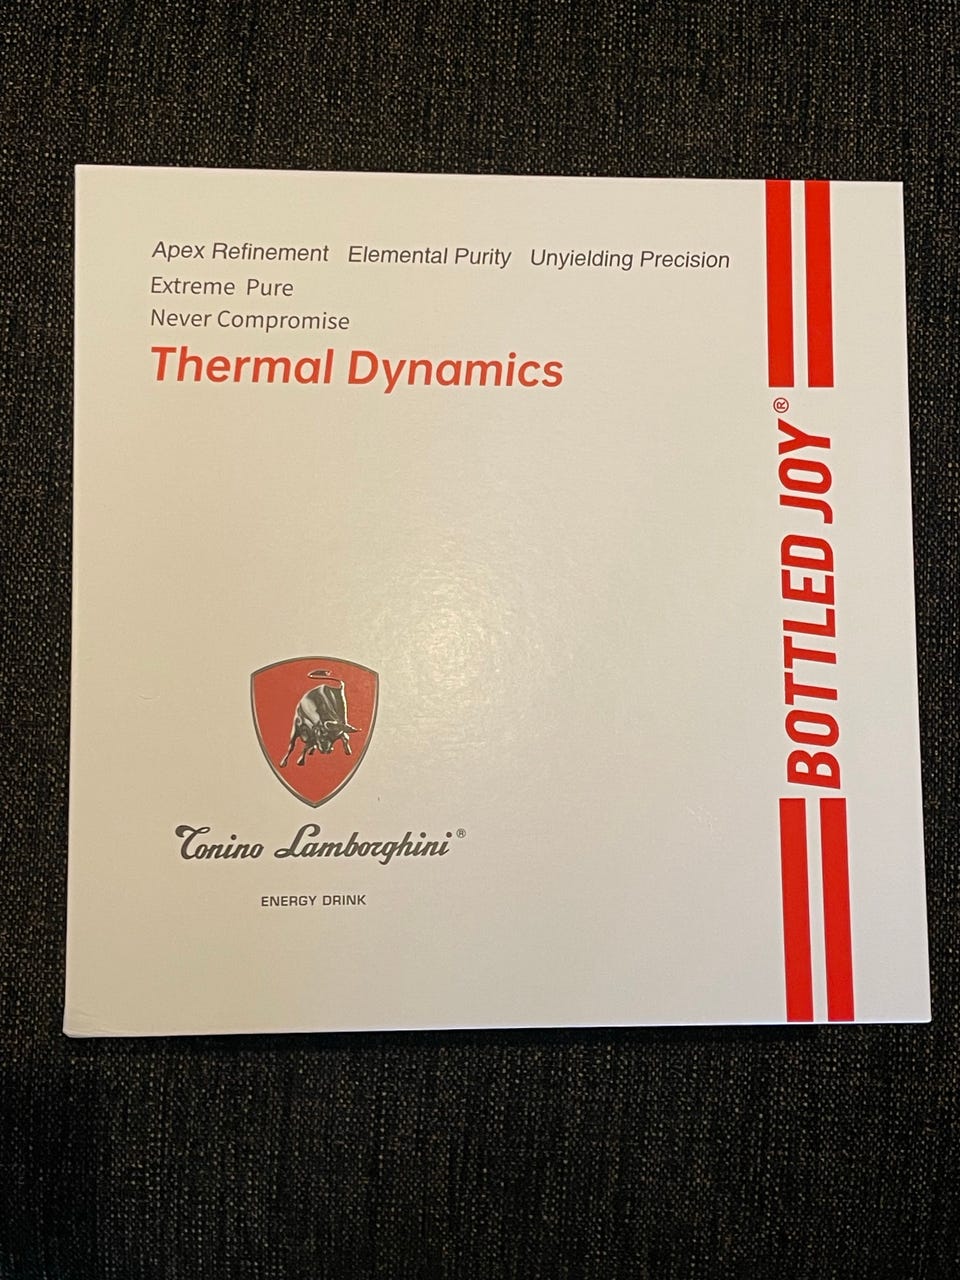 Apex Refinement Elemental Purity Unyielding Precision
Extreme Pure
Never Compromise
Thermal Dynamics
BOTTLED JOY®
Tonino Lamborghini®
ENERGY DRINK